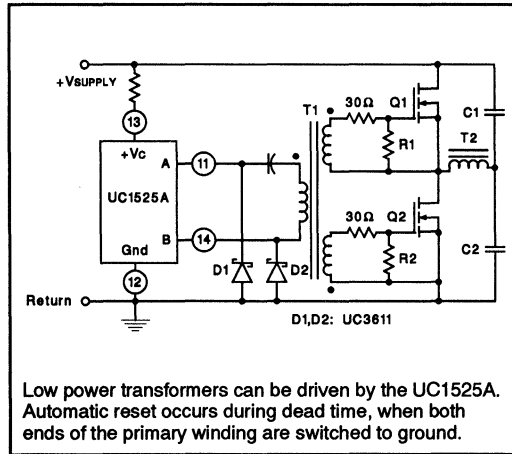 +VSUPPLY
13
+Vc
A
11
UC1525A
B
14
Gnd
12
Return
D1
D2
T1
30Ω
Q1
R1
C1
T2
30Ω
Q2
R2
C2
D1,D2: UC3611
Low power transformers can be driven by the UC1525A.
Automatic reset occurs during dead time, when both
ends of the primary winding are switched to ground.